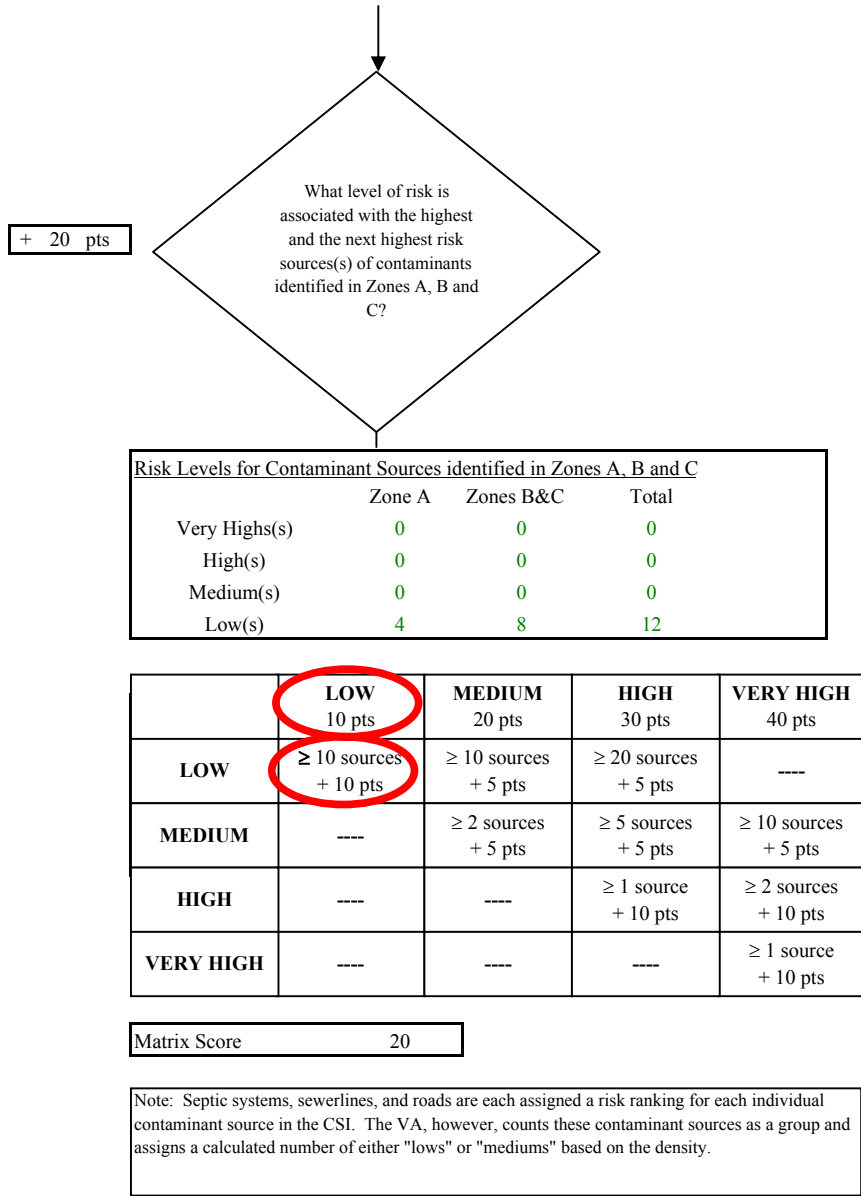 What level of risk is
associated with the highest
and the next highest risk
sources(s) of contaminants
identified in Zones A, B and
C?
+ 20 pts
Risk Levels for Contaminant Sources identified in Zones A, B and C
Zone A Zones B&C Total
Very Highs(s) 0 0 0
High(s) 0 0 0
Medium(s) 0 0 0
Low(s) 4 8 12
LOW MEDIUM HIGH VERY HIGH
10 pts 20 pts 30 pts 40 pts
LOW ≥ 10 sources ≥ 10 sources ≥ 20 sources ----
+ 10 pts + 5 pts + 5 pts
MEDIUM ---- ≥ 2 sources ≥ 5 sources ≥ 10 sources
+ 5 pts + 5 pts + 5 pts
HIGH ---- ---- ≥ 1 source ≥ 2 sources
+ 10 pts + 10 pts
VERY HIGH ---- ---- ---- ≥ 1 source
+ 10 pts
Matrix Score 20
Note: Septic systems, sewerlines, and roads are each assigned a risk ranking for each individual
contaminant source in the CSI. The VA, however, counts these contaminant sources as a group and
assigns a calculated number of either "lows" or "mediums" based on the density.